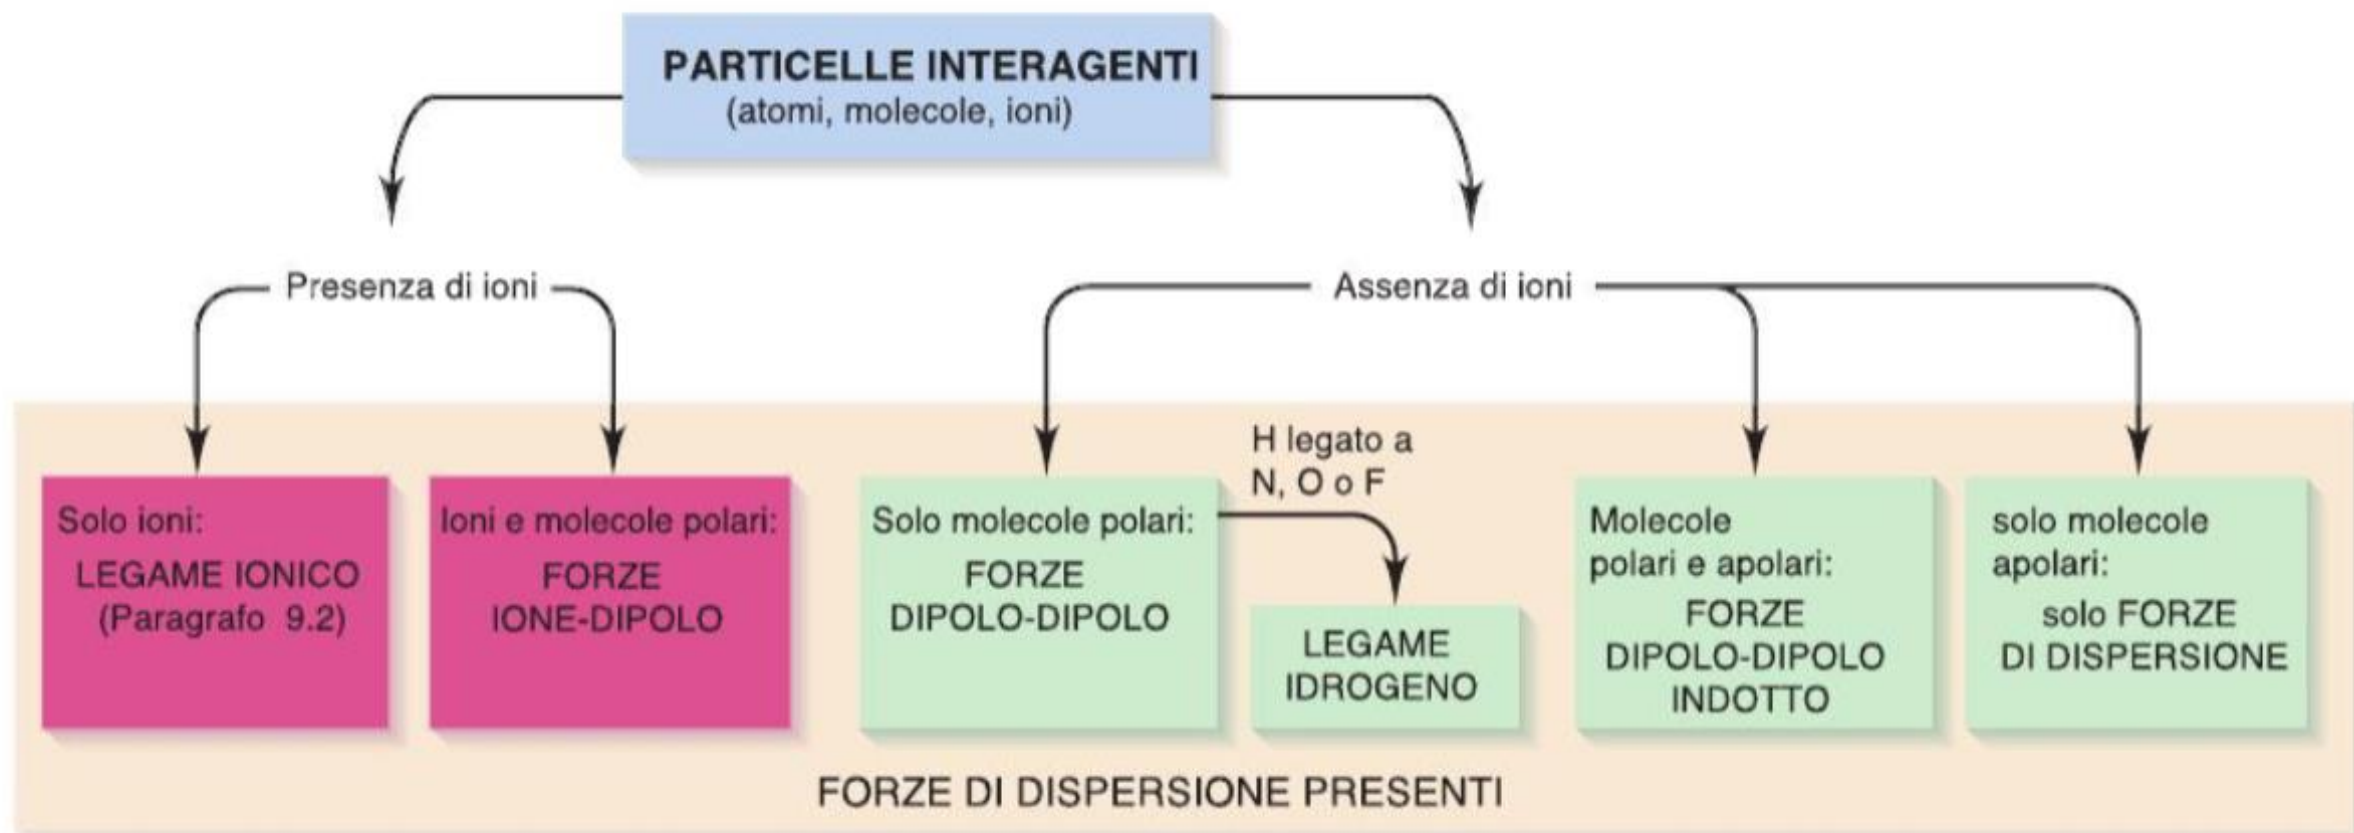 PARTICELLE INTERAGENTI
(atomi, molecole, ioni)
Presenza di ioni
Assenza di ioni
Solo ioni:
LEGAME IONICO
(Paragrafo 9.2)
Ioni e molecole polari:
FORZE
IONE-DIPOLO
Solo molecole polari:
FORZE
DIPOLO-DIPOLO
H legato a
N, O o F
LEGAME
IDROGENO
Molecole
polari e apolari:
FORZE
DIPOLO-DIPOLO
INDOTTO
solo molecole
apolari:
solo FORZE
DI DISPERSIONE
FORZE DI DISPERSIONE PRESENTI